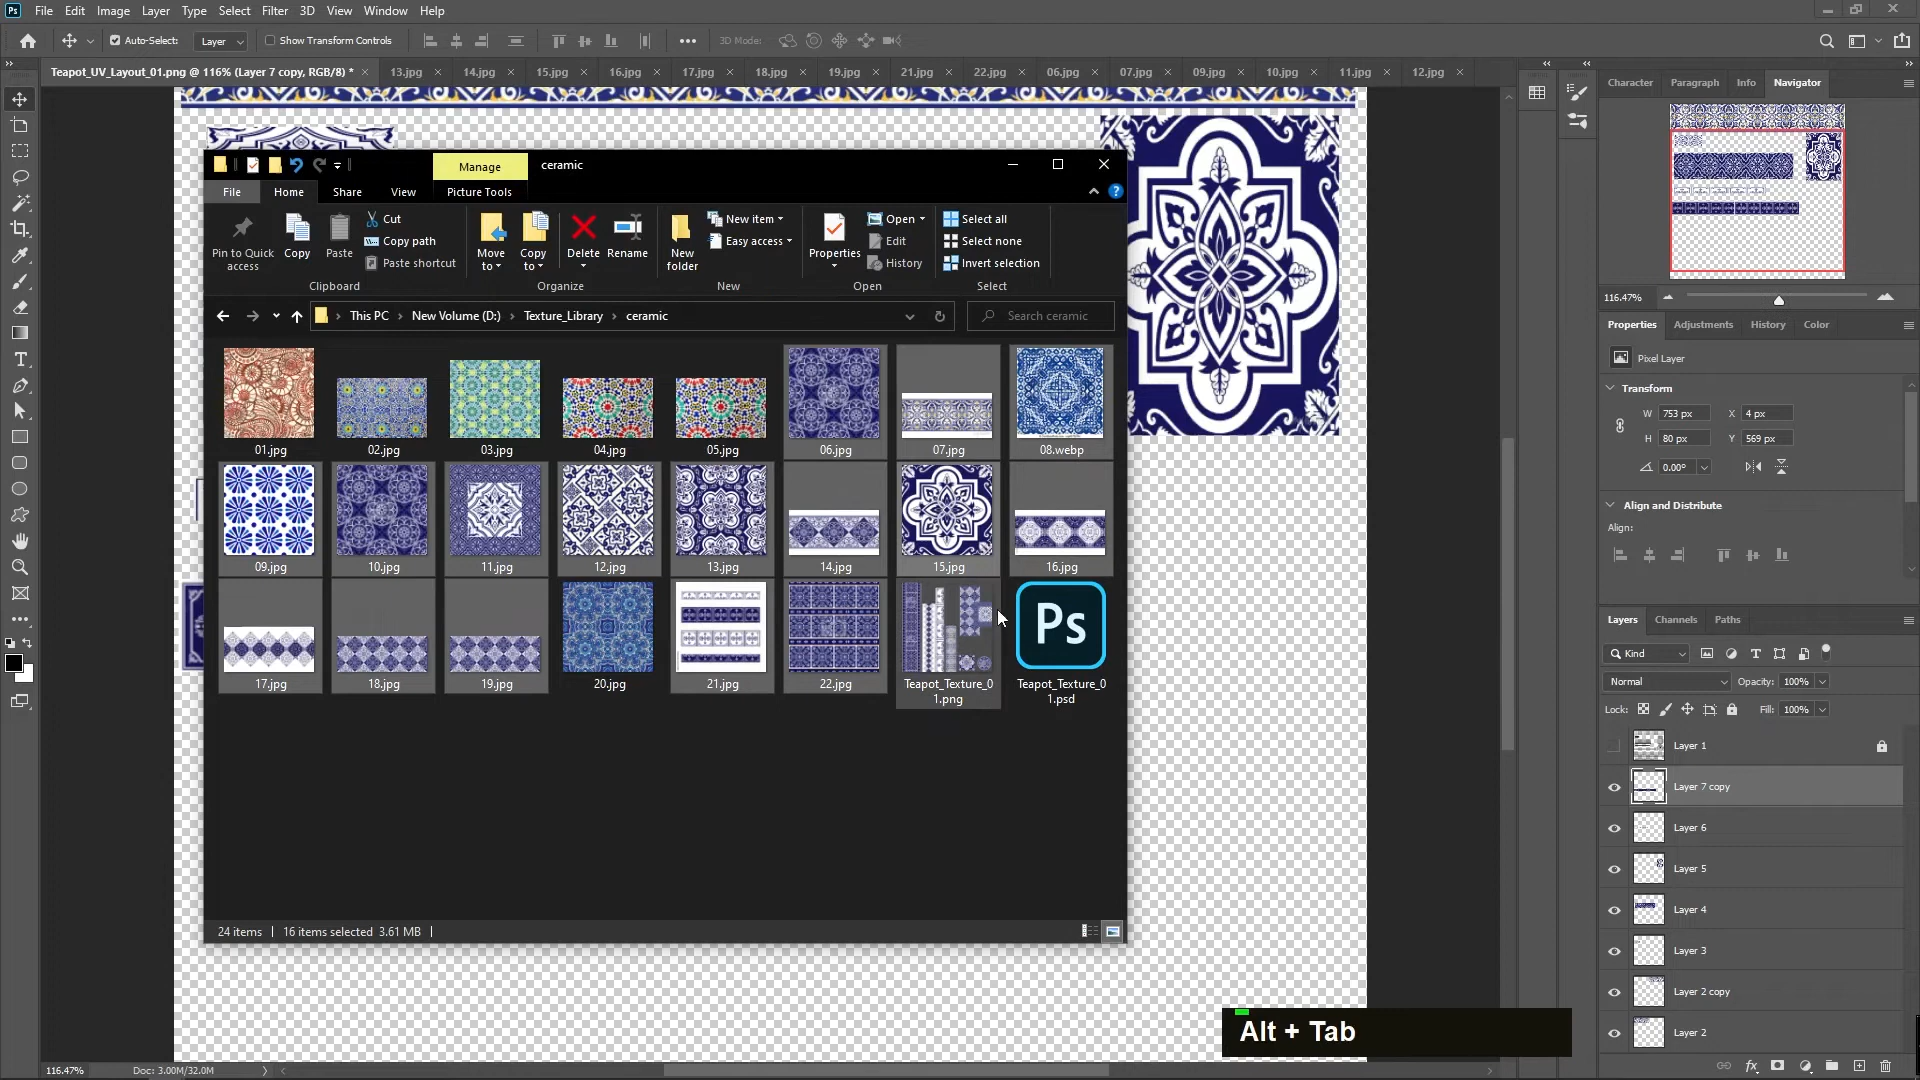 Ps File Edit Image Layer Type Select Filter 3D View Window Help
Auto-Select: Layer Show Transform Controls 3D Mode:
Teapot_UV_Layout_01.png @ 116% (Layer 7 copy, RGB/8) * 13.jpg 14.jpg 15.jpg 16.jpg 17.jpg 18.jpg 19.jpg 21.jpg 22.jpg 06.jpg 07.jpg 09.jpg 10.jpg 11.jpg 12.jpg
Character Paragraph Info Navigator
116.47%
Properties Adjustments History Color
Pixel Layer
Transform
W 753 px X 4 px
H 80 px Y 569 px
0.00°
Align and Distribute
Align:
Layers Channels Paths
Kind
Normal Opacity: 100%
Lock: Fill: 100%
Layer 1
Layer 7 copy
Layer 6
Layer 5
Layer 4
Layer 3
Layer 2 copy
Layer 2
fx
Manage ceramic
File Home Share View Picture Tools
Pin to Quick access
Copy
Paste
Cut
Copy path
Paste shortcut
Clipboard
Move to
Copy to
Delete
Rename
Organize
New folder
New item
Easy access
New
Properties
Open
Edit
History
Open
Select all
Select none
Invert selection
Select
This PC New Volume (D:) Texture_Library ceramic Search ceramic
01.jpg 02.jpg 03.jpg 04.jpg 05.jpg 06.jpg 07.jpg 08.webp
09.jpg 10.jpg 11.jpg 12.jpg 13.jpg 14.jpg 15.jpg 16.jpg
Ps
17.jpg 18.jpg 19.jpg 20.jpg 21.jpg 22.jpg Teapot_Texture_0 Teapot_Texture_0
1.png 1.psd
24 items 16 items selected 3.61 MB
Alt + Tab
116.47% Doc: 3.00M/32.0M